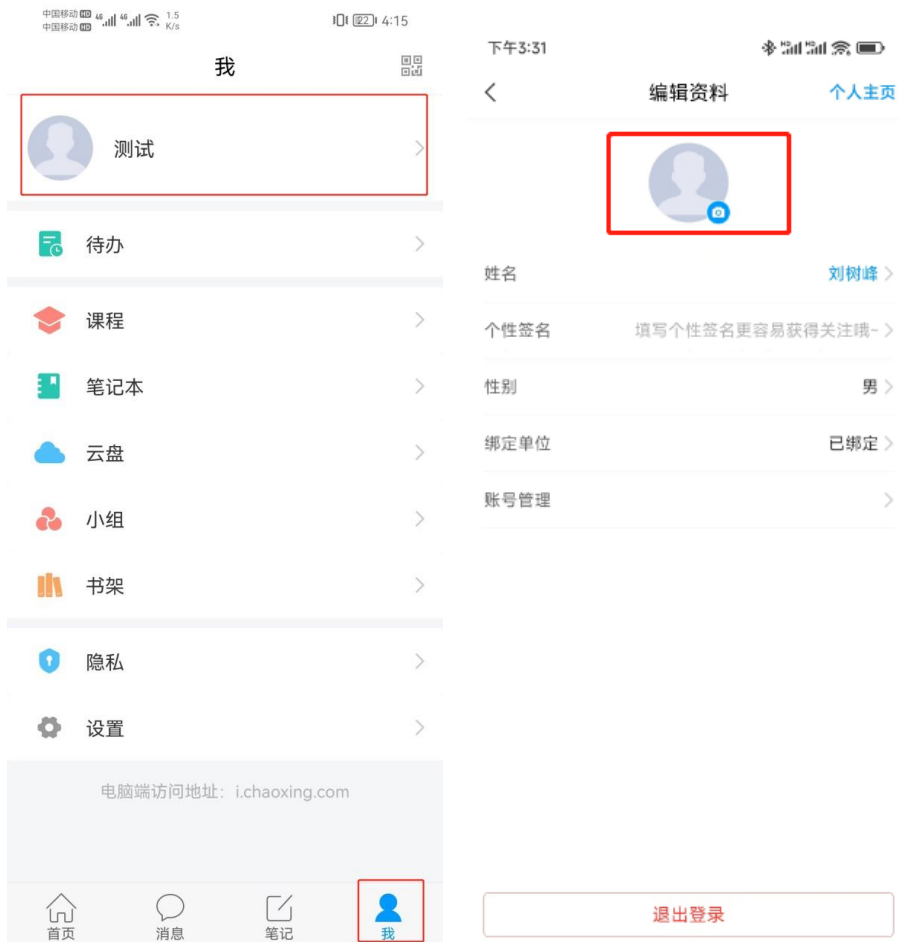 中国移动 HD 4G 4G 1.5
中国移动 HD K/s
22 4:15
我
测试
待办
课程
笔记本
云盘
小组
书架
隐私
设置
电脑端访问地址：i.chaoxing.com
首页
消息
笔记
我
下午3:31
编辑资料
个人主页
姓名
刘树峰
个性签名
填写个性签名更容易获得关注哦~
性别
男
绑定单位
已绑定
账号管理
退出登录